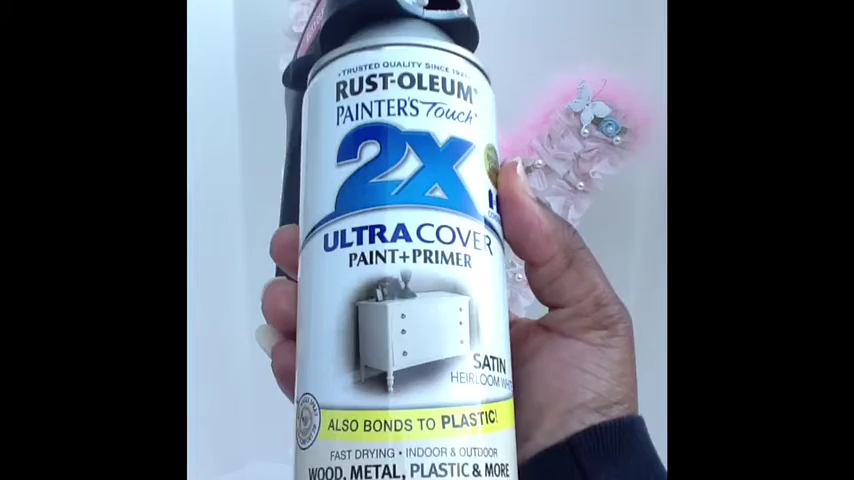 TRUSTED QUALITY SINCE 1921
RUST-OLEUM®
PAINTER'S Touch®
2X
ULTRA COVER
PAINT+PRIMER
SATIN
HEIRLOOM WHITE
ALSO BONDS TO PLASTIC!
FAST DRYING • INDOOR & OUTDOOR
WOOD, METAL, PLASTIC & MORE